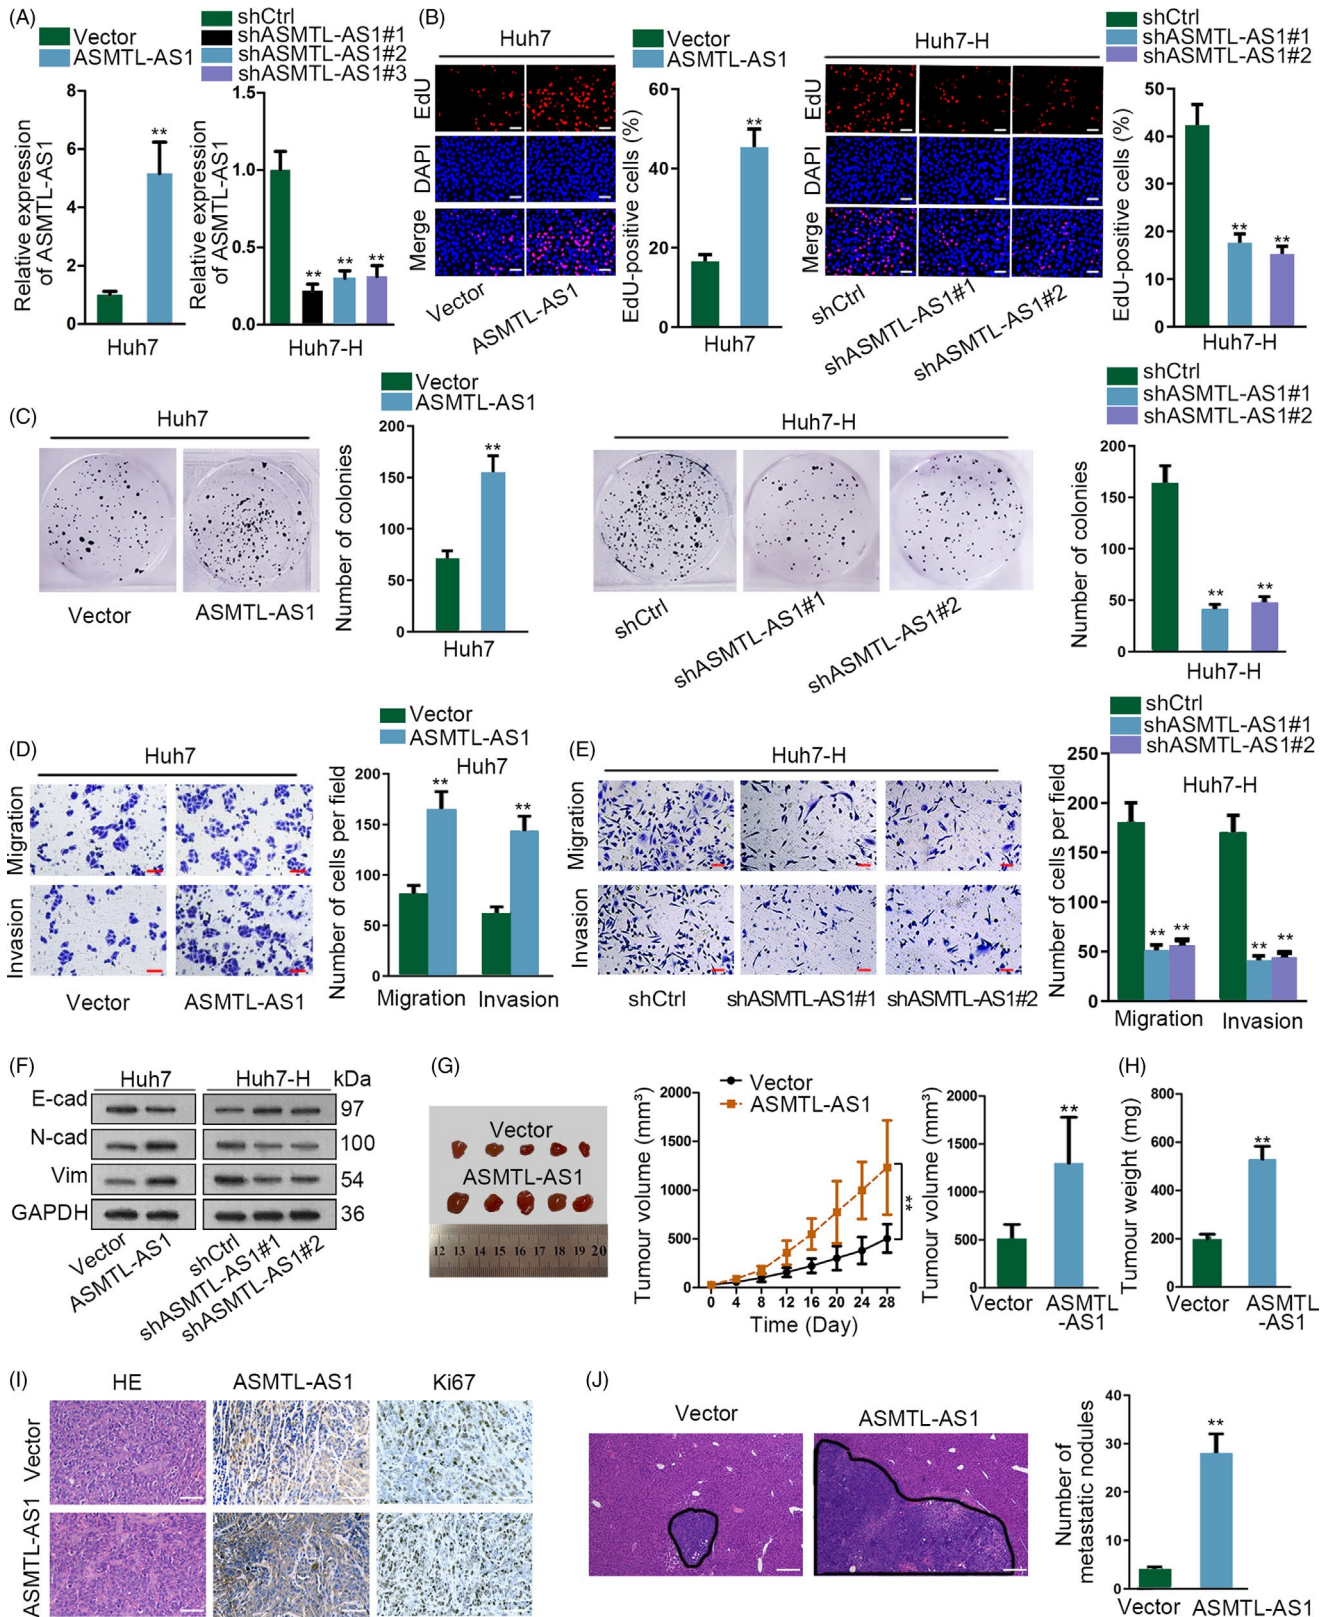 (A)
Vector
ASMTL-AS1
Relative expression
of ASMTL-AS1
8
6
4
2
0
**
Huh7
shCtrl
shASMTL-AS1#1
shASMTL-AS1#2
shASMTL-AS1#3
Relative expression
of ASMTL-AS1
1.5
1.0
0.5
0.0
** ** **
Huh7-H
(B)
Huh7
EdU
DAPI
Merge
Vector
ASMTL-AS1
Vector
ASMTL-AS1
EdU-positive cells (%)
60
40
20
0
**
Huh7
Huh7-H
EdU
DAPI
Merge
shCtrl
shASMTL-AS1#1
shASMTL-AS1#2
shCtrl
shASMTL-AS1#1
shASMTL-AS1#2
EdU-positive cells (%)
50
40
30
20
10
0
** **
Huh7-H
(C)
Huh7
Vector
ASMTL-AS1
Vector
ASMTL-AS1
Number of colonies
200
150
100
50
0
**
Huh7
Huh7-H
shCtrl
shASMTL-AS1#1
shASMTL-AS1#2
shCtrl
shASMTL-AS1#1
shASMTL-AS1#2
Number of colonies
200
150
100
50
0
** **
Huh7-H
(D)
Huh7
Migration
Invasion
Vector
ASMTL-AS1
Vector
ASMTL-AS1
Huh7
Number of cells per field
200
150
100
50
0
** **
Migration Invasion
(E)
Huh7-H
Migration
Invasion
shCtrl
shASMTL-AS1#1
shASMTL-AS1#2
shCtrl
shASMTL-AS1#1
shASMTL-AS1#2
Huh7-H
Number of cells per field
250
200
150
100
50
0
** ** ** **
Migration Invasion
(F)
Huh7 Huh7-H kDa
E-cad 97
N-cad 100
Vim 54
GAPDH 36
Vector
ASMTL-AS1
shCtrl
shASMTL-AS1#1
shASMTL-AS1#2
(G)
Vector
ASMTL-AS1
12 13 14 15 16 17 18 19 20
Vector
ASMTL-AS1
Tumour volume (mm³)
2000
1500
1000
500
0
**
0 4 8 12 16 20 24 28
Time (Day)
Tumour volume (mm³)
2000
1500
1000
500
0
**
Vector ASMTL
-AS1
(H)
Tumour weight (mg)
800
600
400
200
0
**
Vector ASMTL
-AS1
(I)
HE ASMTL-AS1 Ki67
Vector
ASMTL-AS1
(J)
Vector
ASMTL-AS1
Number of
metastatic nodules
40
30
20
10
0
**
Vector ASMTL-AS1